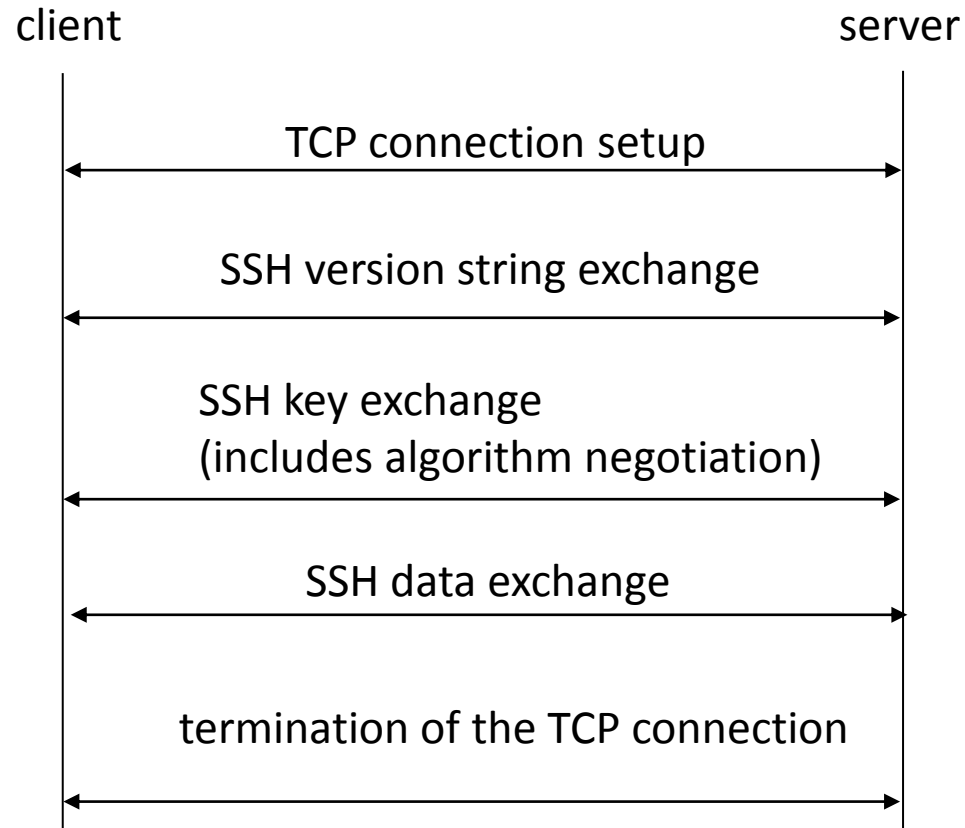 client
server
TCP connection setup
SSH version string exchange
SSH key exchange
(includes algorithm negotiation)
SSH data exchange
termination of the TCP connection